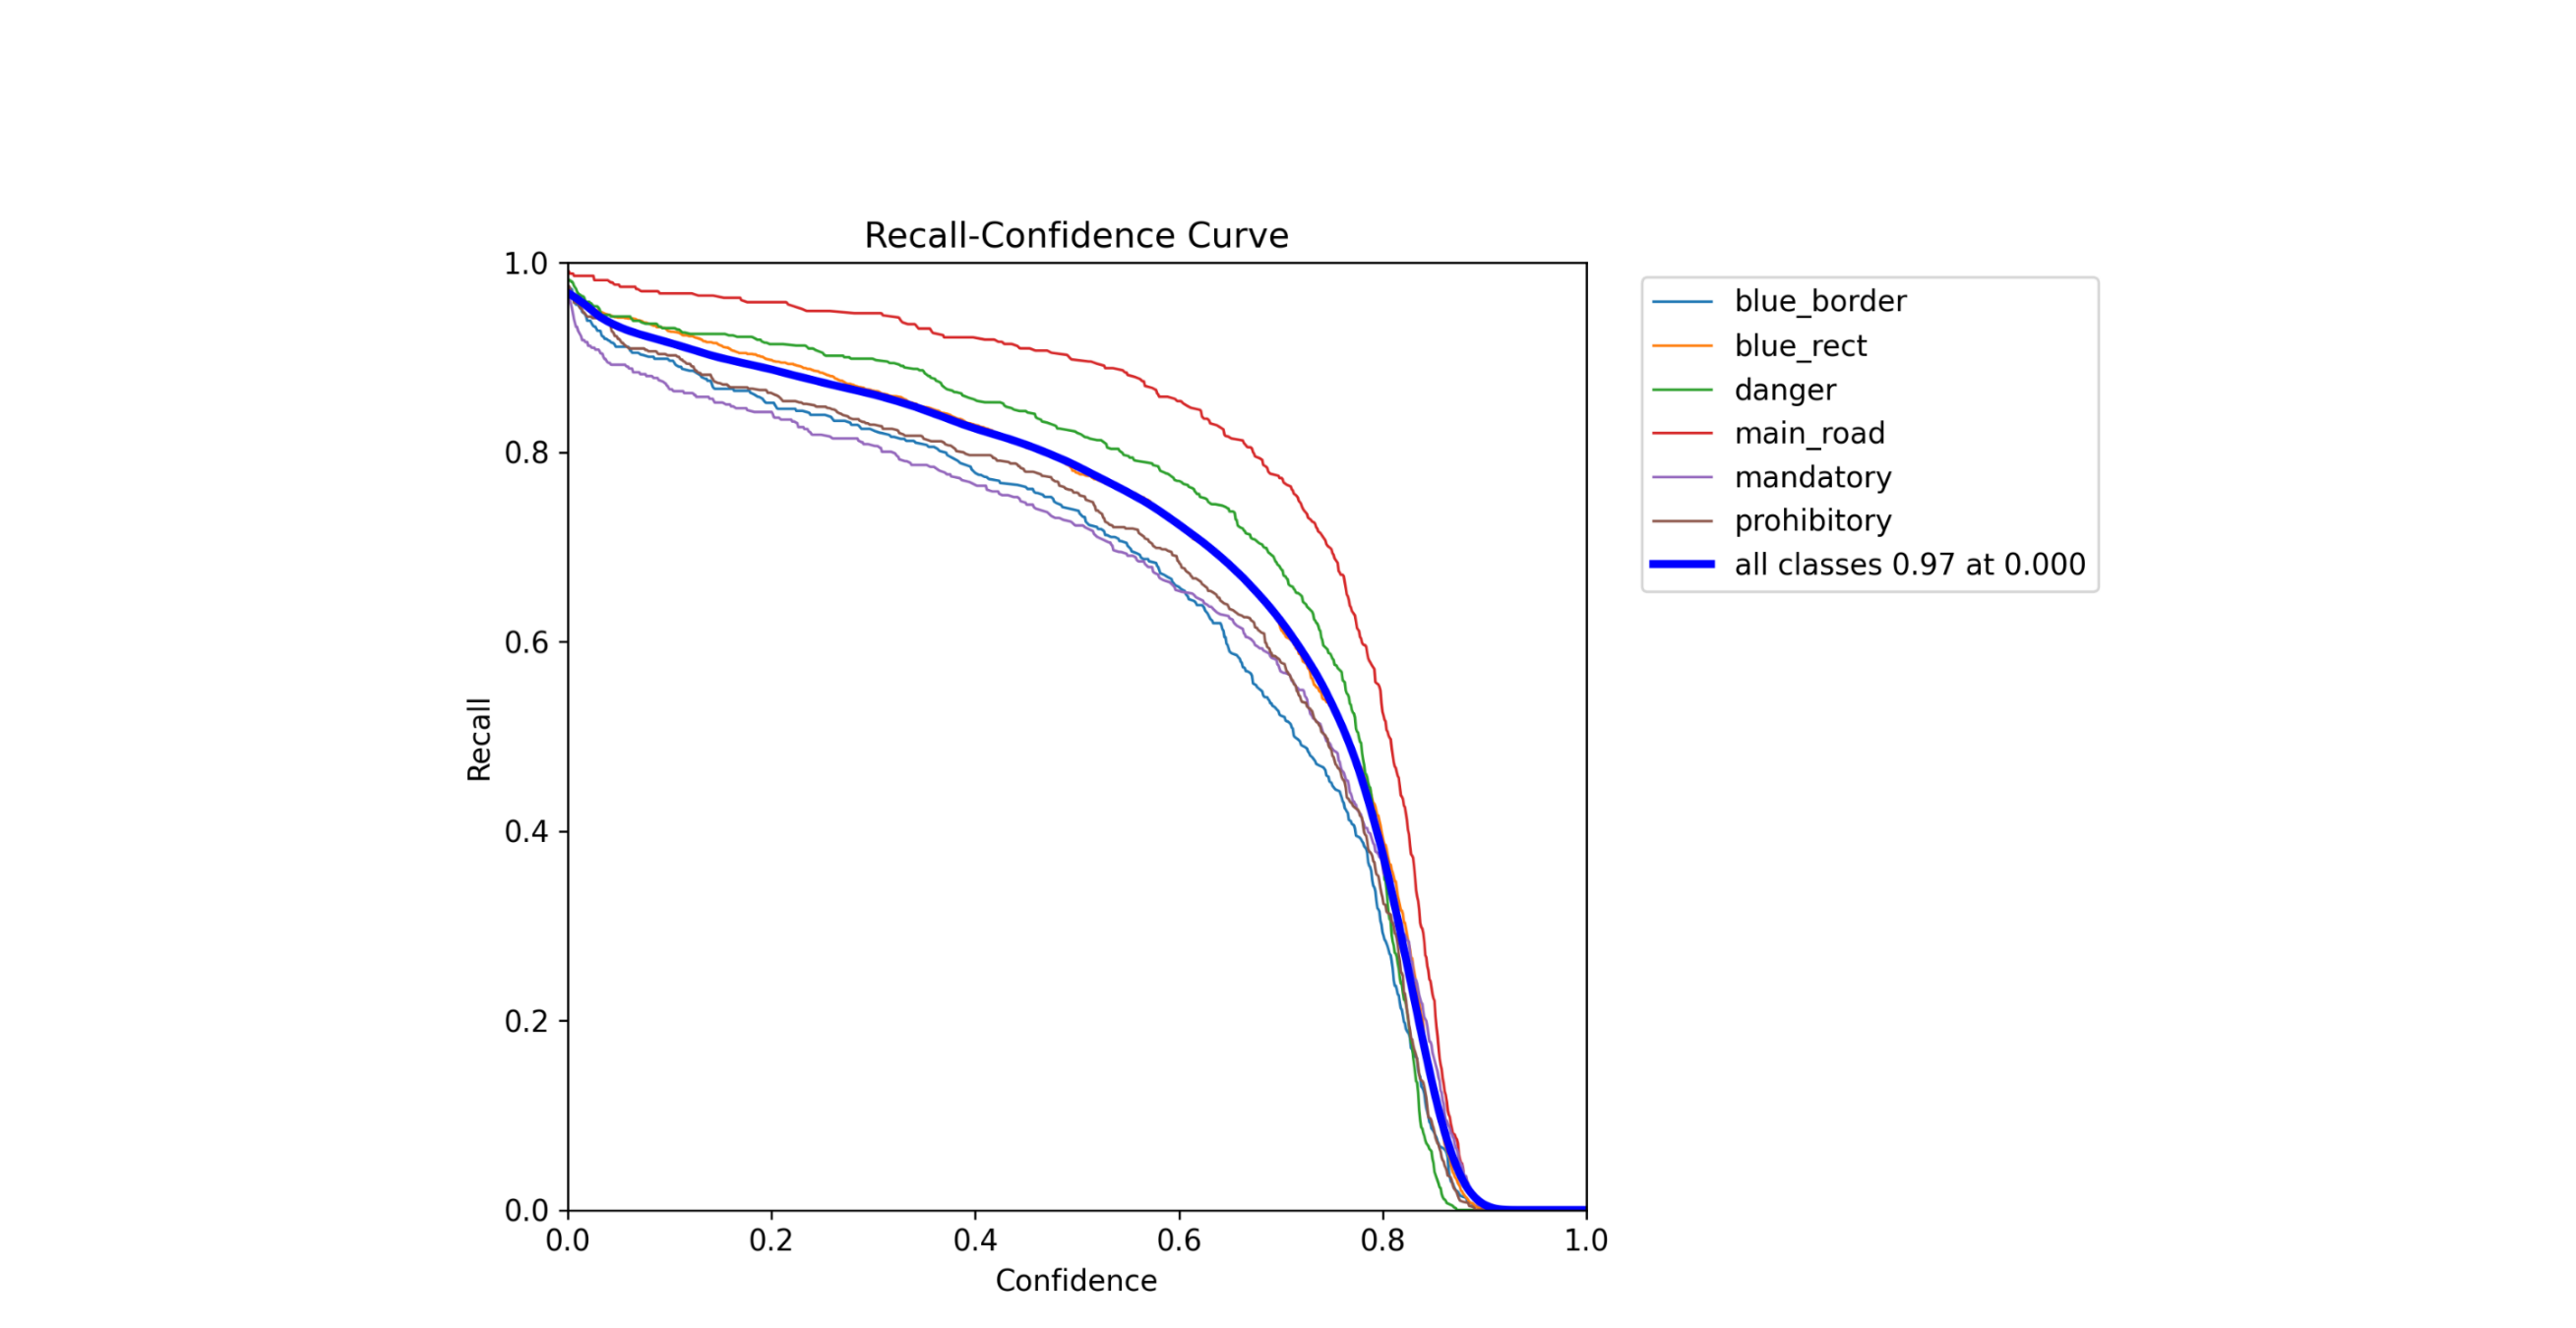 Recall-Confidence Curve
1.0
0.8
0.6
0.4
0.2
0.0
Recall
0.0 0.2 0.4 0.6 0.8 1.0
Confidence
blue_border
blue_rect
danger
main_road
mandatory
prohibitory
all classes 0.97 at 0.000